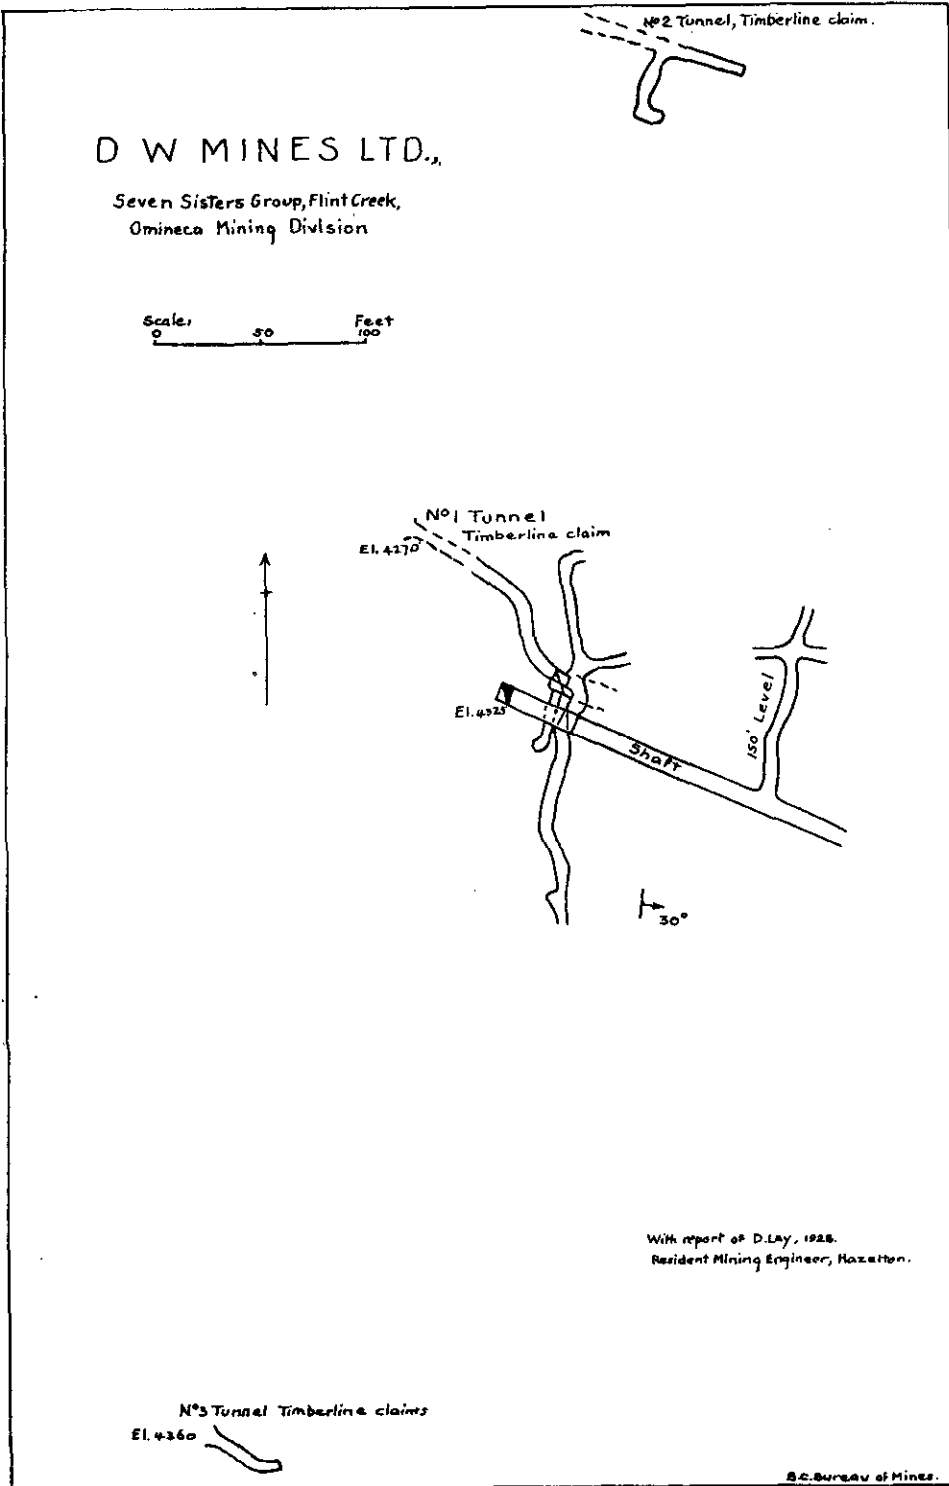 Nº2 Tunnel, Timberline claim.
D W MINES LTD.,
Seven Sisters Group, Flint Creek,
Omineca Mining Division
Scale,
Feet
0 50 100
Nº1 Tunnel
Timberline claim
El. 4270'
El. 4325'
Shaft
150' Level
30°
With report of D. LAY, 1928.
Resident Mining Engineer, Hazelton.
Nº3 Tunnel Timberline claims
El. 4360
B.C. Bureau of Mines.